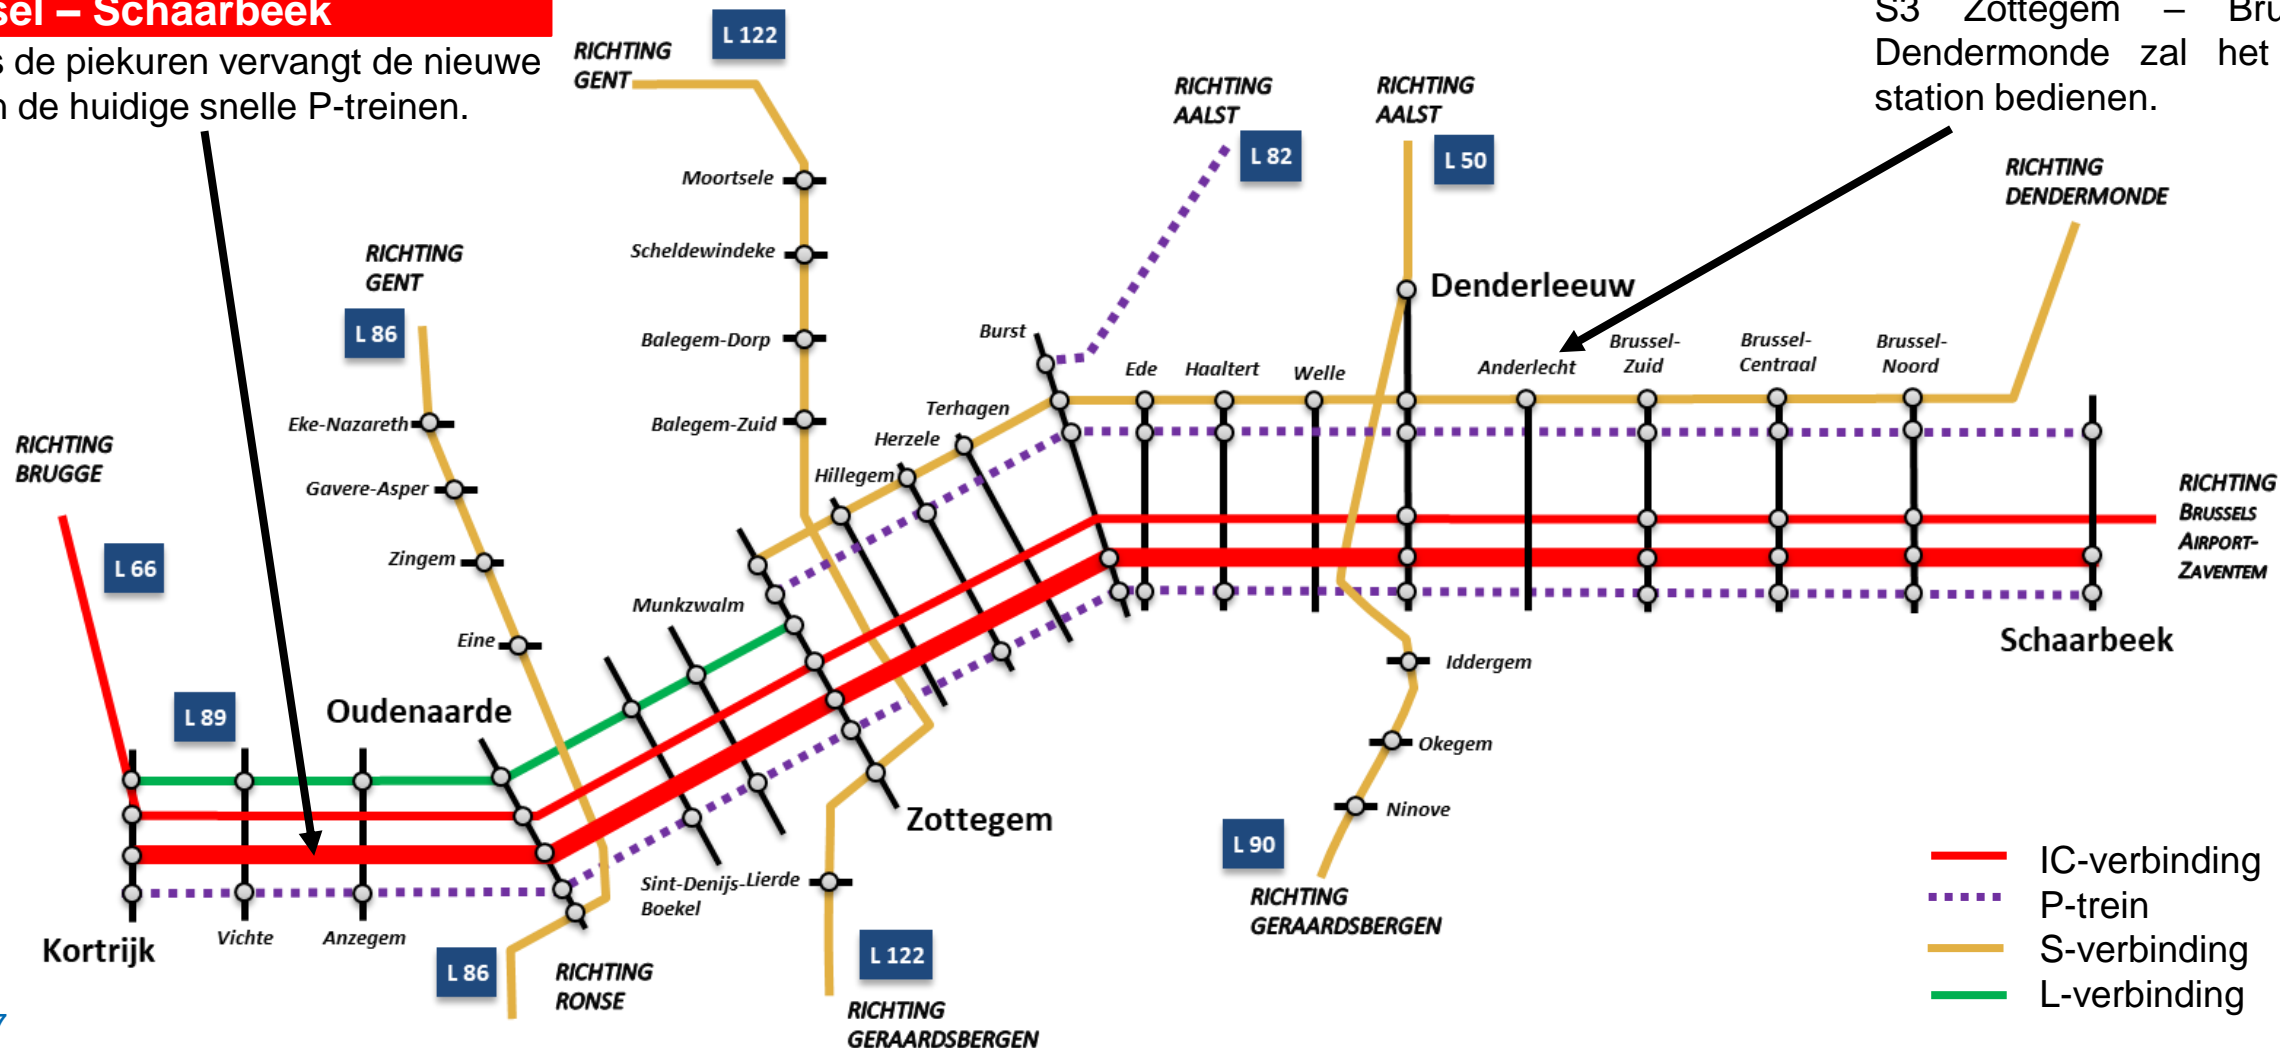 sel – Schaarbeek
s de piekuren vervangt de nieuwe
n de huidige snelle P-treinen.
S3 Zottegem – Bru
Dendermonde zal het
station bedienen.
RICHTING
GENT
L 122
RICHTING
AALST
L 82
RICHTING
AALST
L 50
RICHTING
DENDERMONDE
Moortsele
Scheldewindeke
Balegem-Dorp
Balegem-Zuid
RICHTING
GENT
L 86
Eke-Nazareth
Gavere-Asper
Zingem
Eine
RICHTING
BRUGGE
L 66
L 89
Oudenaarde
Munkzwalm
Hillegem
Herzele
Terhagen
Burst
Ede
Haaltert
Welle
Denderleeuw
Anderlecht
Brussel-
Zuid
Brussel-
Centraal
Brussel-
Noord
RICHTING
BRUSSELS
AIRPORT-
ZAVENTEM
Schaarbeek
Iddergem
Okegem
Ninove
L 90
RICHTING
GERAARDSBERGEN
Zottegem
Sint-Denijs-
Boekel
Lierde
L 122
RICHTING
GERAARDSBERGEN
Kortrijk
Vichte
Anzegem
L 86
RICHTING
RONSE
IC-verbinding
P-trein
S-verbinding
L-verbinding